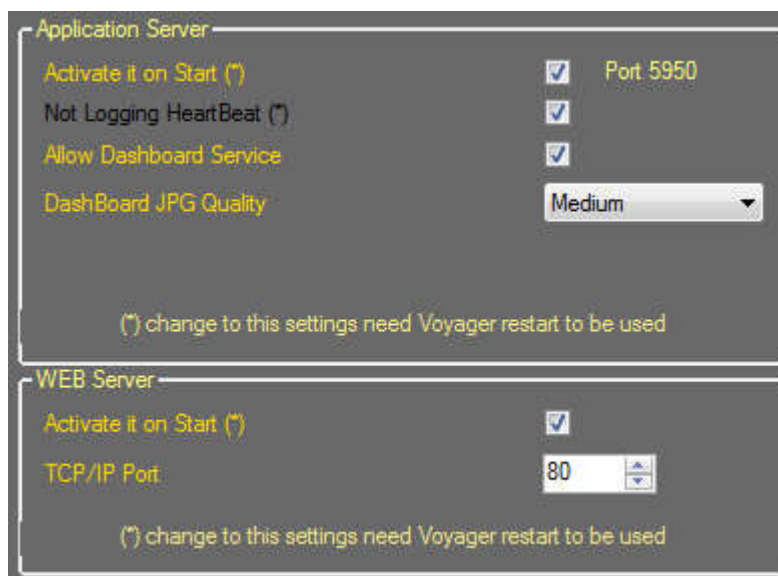 Application Server
Activate it on Start (*) Port 5950
Not Logging HeartBeat (*)
Allow Dashboard Service
DashBoard JPG Quality Medium
(*) change to this settings need Voyager restart to be used
WEB Server
Activate it on Start (*)
TCP/IP Port 80
(*) change to this settings need Voyager restart to be used